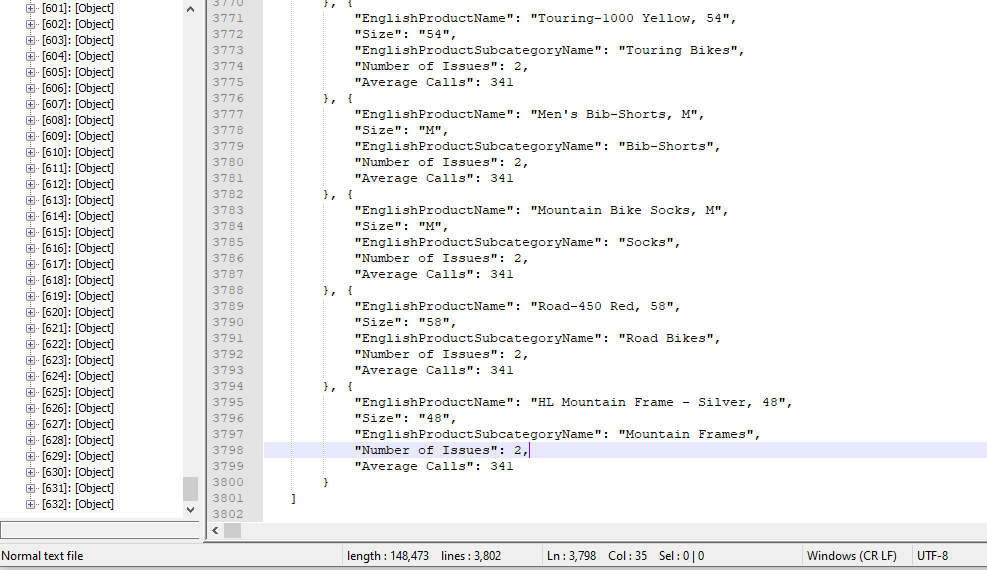 [601]: [Object]
[602]: [Object]
[603]: [Object]
[604]: [Object]
[605]: [Object]
[606]: [Object]
[607]: [Object]
[608]: [Object]
[609]: [Object]
[610]: [Object]
[611]: [Object]
[612]: [Object]
[613]: [Object]
[614]: [Object]
[615]: [Object]
[616]: [Object]
[617]: [Object]
[618]: [Object]
[619]: [Object]
[620]: [Object]
[621]: [Object]
[622]: [Object]
[623]: [Object]
[624]: [Object]
[625]: [Object]
[626]: [Object]
[627]: [Object]
[628]: [Object]
[629]: [Object]
[630]: [Object]
[631]: [Object]
[632]: [Object]
3770 }, {
3771 "EnglishProductName": "Touring-1000 Yellow, 54",
3772 "Size": "54",
3773 "EnglishProductSubcategoryName": "Touring Bikes",
3774 "Number of Issues": 2,
3775 "Average Calls": 341
3776 }, {
3777 "EnglishProductName": "Men's Bib-Shorts, M",
3778 "Size": "M",
3779 "EnglishProductSubcategoryName": "Bib-Shorts",
3780 "Number of Issues": 2,
3781 "Average Calls": 341
3782 }, {
3783 "EnglishProductName": "Mountain Bike Socks, M",
3784 "Size": "M",
3785 "EnglishProductSubcategoryName": "Socks",
3786 "Number of Issues": 2,
3787 "Average Calls": 341
3788 }, {
3789 "EnglishProductName": "Road-450 Red, 58",
3790 "Size": "58",
3791 "EnglishProductSubcategoryName": "Road Bikes",
3792 "Number of Issues": 2,
3793 "Average Calls": 341
3794 }, {
3795 "EnglishProductName": "HL Mountain Frame - Silver, 48",
3796 "Size": "48",
3797 "EnglishProductSubcategoryName": "Mountain Frames",
3798 "Number of Issues": 2,
3799 "Average Calls": 341
3800 }
3801 ]
3802
Normal text file length : 148,473 lines : 3,802 Ln : 3,798 Col : 35 Sel : 0 | 0 Windows (CR LF) UTF-8